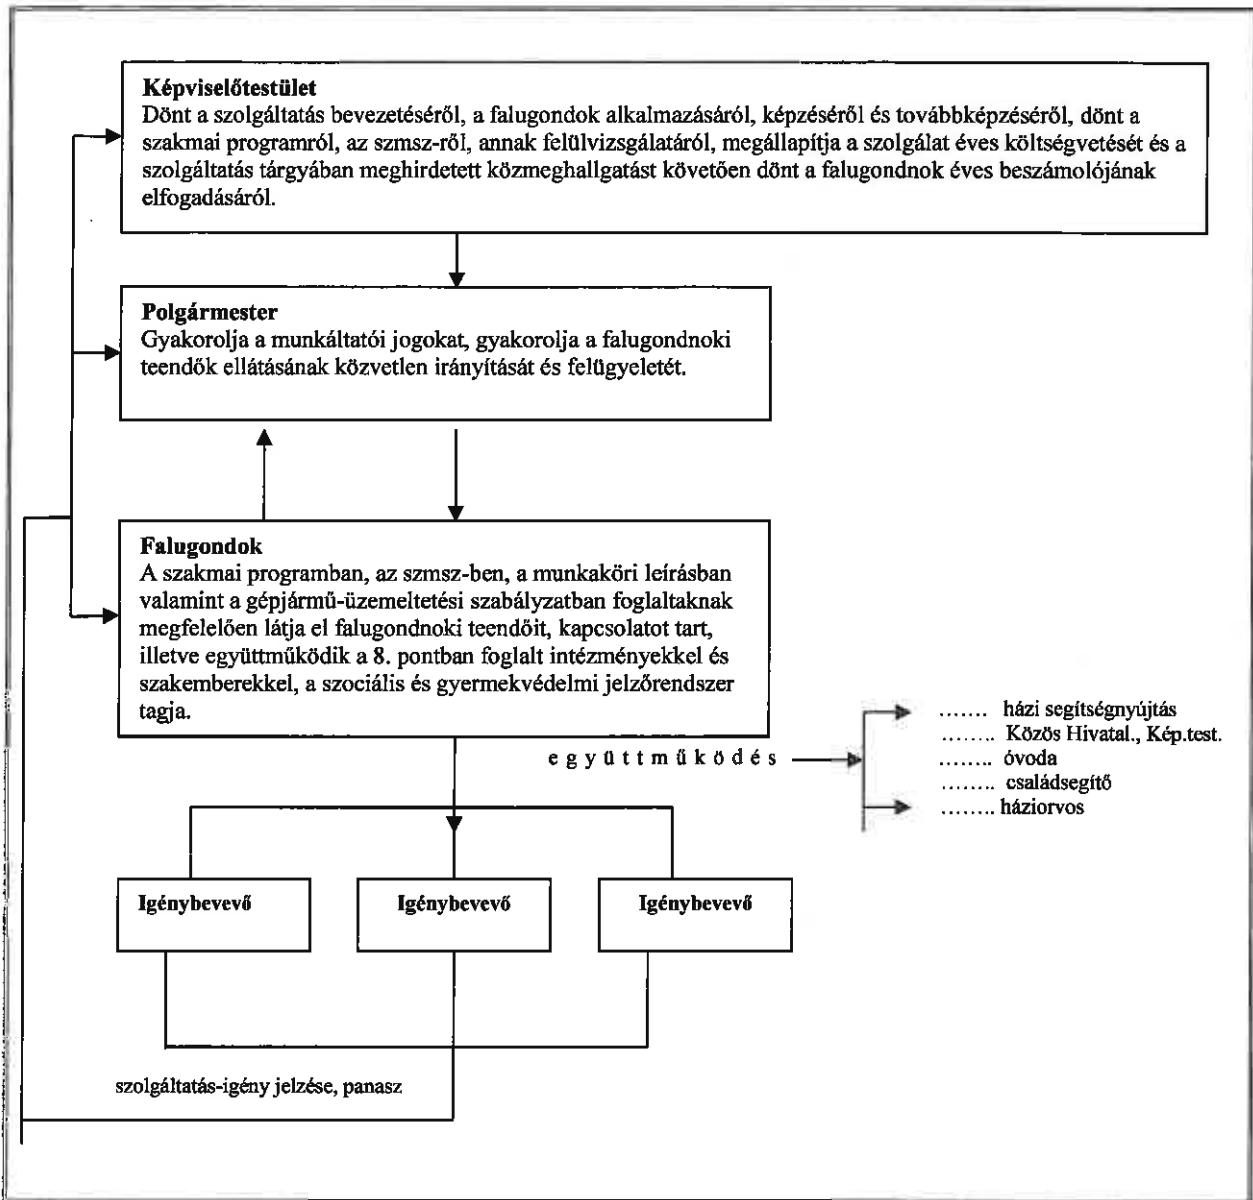 Képviselőtestület
Dönt a szolgáltatás bevezetéséről, a falugondok alkalmazásáról, képzéséről és továbbképzéséről, dönt a
szakmai programról, az szmsz-ről, annak felülvizsgálatáról, megállapítja a szolgálat éves költségvetését és a
szolgáltatás tárgyában meghirdetett közmeghallgatást követően dönt a falugondnok éves beszámolójának
elfogadásáról.
Polgármester
Gyakorolja a munkáltatói jogokat, gyakorolja a falugondnoki
teendők ellátásának közvetlen irányítását és felügyeletét.
Falugondok
A szakmai programban, az szmsz-ben, a munkaköri leírásban
valamint a gépjármű-üzemeltetési szabályzatban foglaltaknak
megfelelően látja el falugondnoki teendőit, kapcsolatot tart,
illetve együttműködik a 8. pontban foglalt intézményekkel és
szakemberekkel, a szociális és gyermekvédelmi jelzőrendszer
tagja.
e g y ü t t m ű k ö d é s
....... házi segítségnyújtás
........ Közös Hivatal., Kép.test.
........ óvoda
........ családsegítő
........ háziorvos
Igénybevevő
Igénybevevő
Igénybevevő
szolgáltatás-igény jelzése, panasz